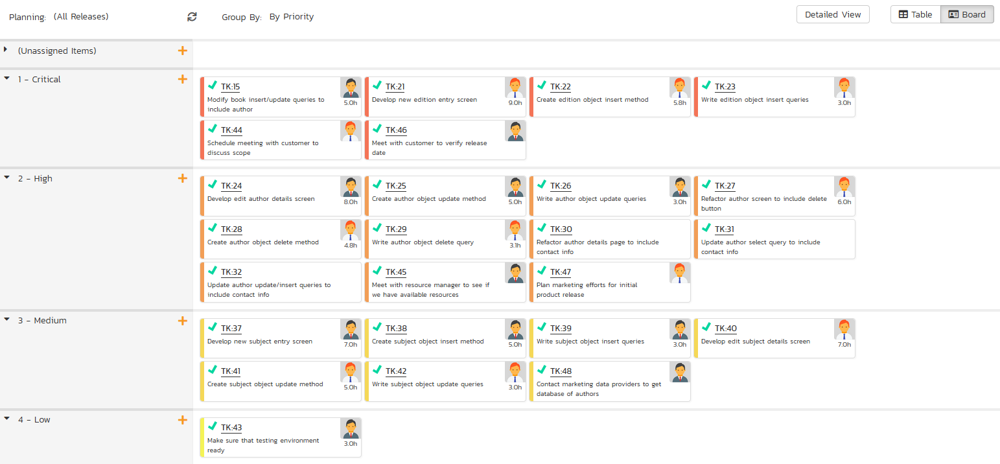 Planning: (All Releases) Group By: By Priority Detailed View Table Board
(Unassigned Items)
1 - Critical
TK:15 TK:21 TK:22 TK:23
Modify book insert/update queries to 5.0h Develop new edition entry screen 9.0h Create edition object insert method 5.8h Write edition object insert queries 3.0h
include author
TK:44 TK:46
Schedule meeting with customer to Meet with customer to verify release
discuss scope date
2 - High
TK:24 TK:25 TK:26 TK:27
Develop edit author details screen 8.0h Create author object update method 5.0h Write author object update queries 3.0h Refactor author screen to include delete 6.0h
button
TK:28 TK:29 TK:30 TK:31
Create author object delete method 4.8h Write author object delete query 3.1h Refactor author details page to include Update author select query to include
contact info contact info
TK:32 TK:45 TK:47
Update author update/insert queries to Meet with resource manager to see if Plan marketing efforts for initial
include contact info we have available resources product release
3 - Medium
TK:37 TK:38 TK:39 TK:40
Develop new subject entry screen 7.0h Create subject object insert method 5.0h Write subject object insert queries 3.0h Develop edit subject details screen 7.0h
TK:41 TK:42 TK:48
Create subject object update method 5.0h Write subject object update queries 3.0h Contact marketing data providers to get
database of authors
4 - Low
TK:43
Make sure that testing environment 3.0h
ready